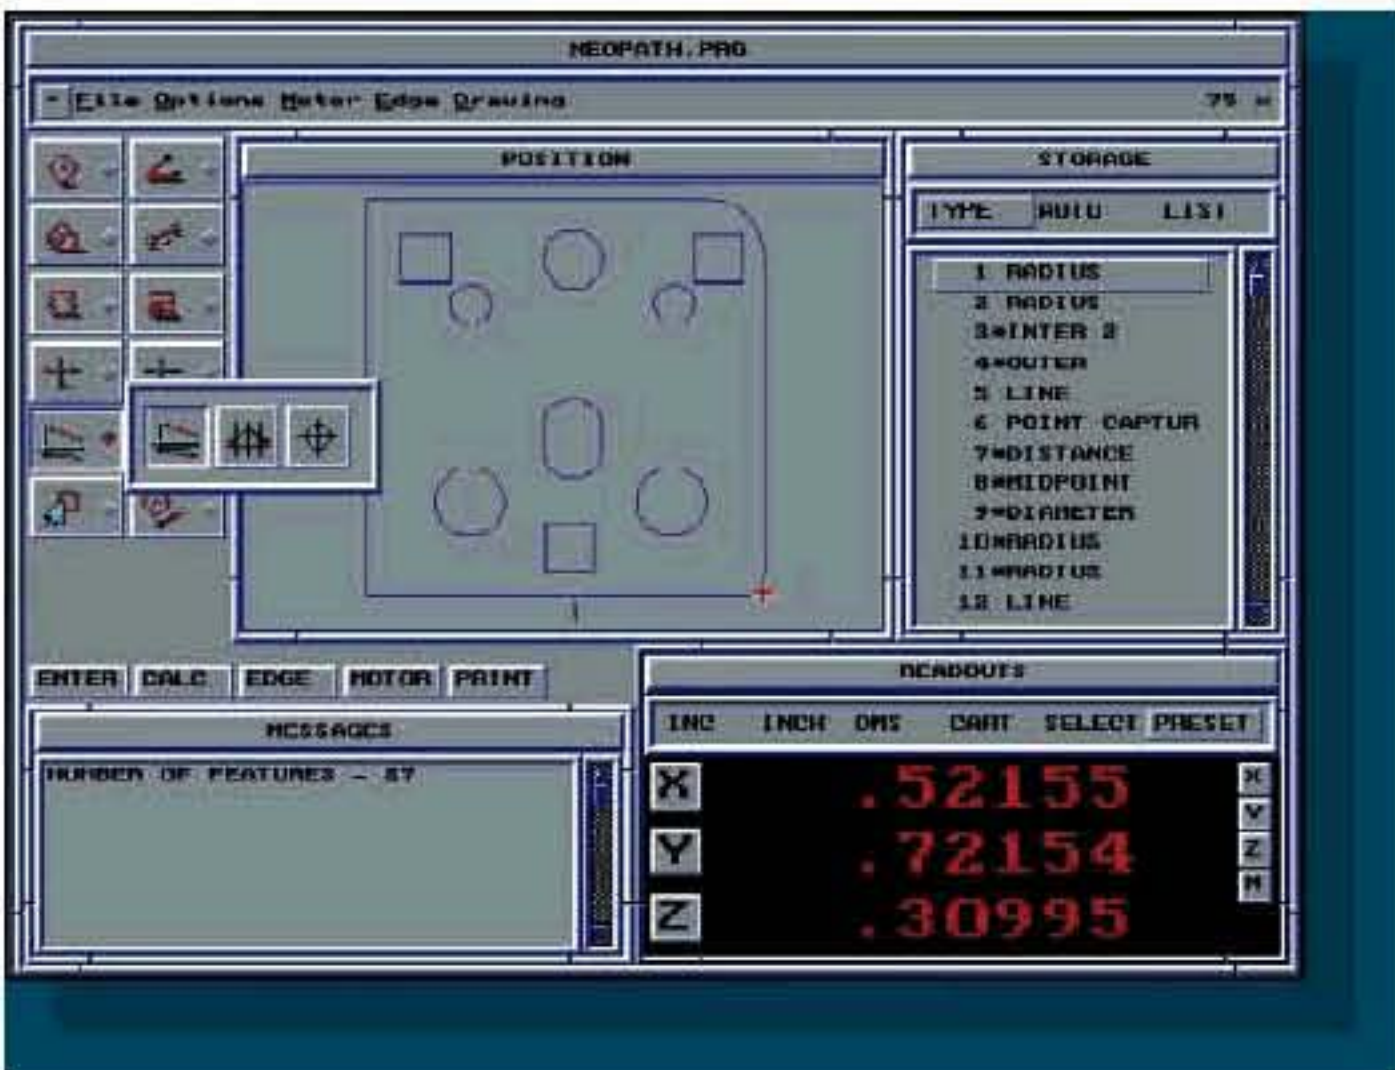 NEOPATH.PRG
- File Options Motor Edge Drawing 75
POSITION
STORAGE
TYPE AUTO LIST
1 RADIUS
2 RADIUS
3*INTER 2
4*OUTER
5 LINE
6 POINT CAPTUR
7*DISTANCE
8*MIDPOINT
9*DIAMETER
10*RADIUS
11*RADIUS
12 LINE
ENTER CALC EDGE MOTOR PRINT
MESSAGES
NUMBER OF FEATURES - 57
READOUTS
INC INCH DMS CART SELECT PRESET
X .52155 X
Y .72154 Y
Z .30995 Z
M